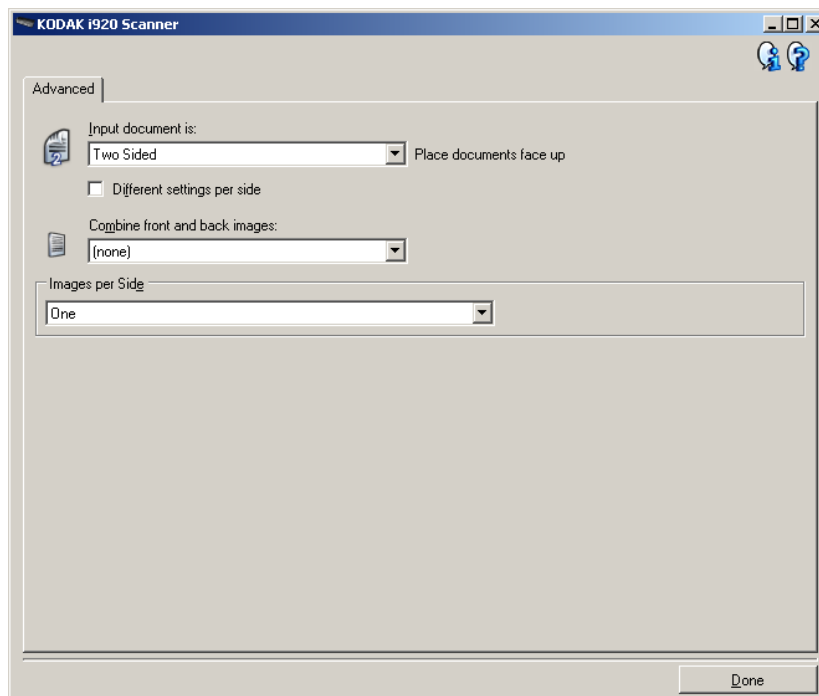 KODAK i920 Scanner
Advanced
Input document is:
Two Sided Place documents face up
Different settings per side
Combine front and back images:
(none)
Images per Side
One
Done